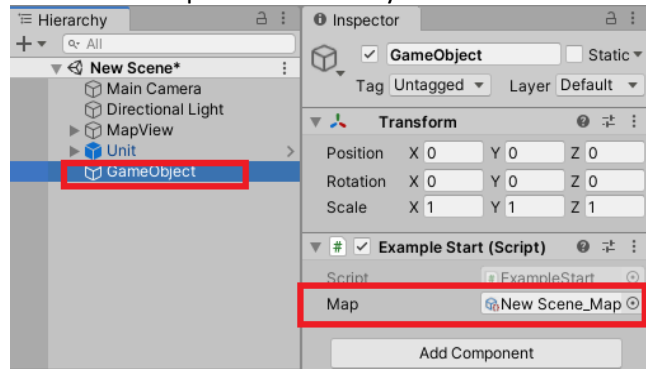 Hierarchy
All
New Scene*
Main Camera
Directional Light
MapView
Unit
GameObject
Inspector
GameObject
Static
Tag Untagged Layer Default
Transform
Position X 0 Y 0 Z 0
Rotation X 0 Y 0 Z 0
Scale X 1 Y 1 Z 1
# Example Start (Script)
Script ExampleStart
Map New Scene_Map
Add Component